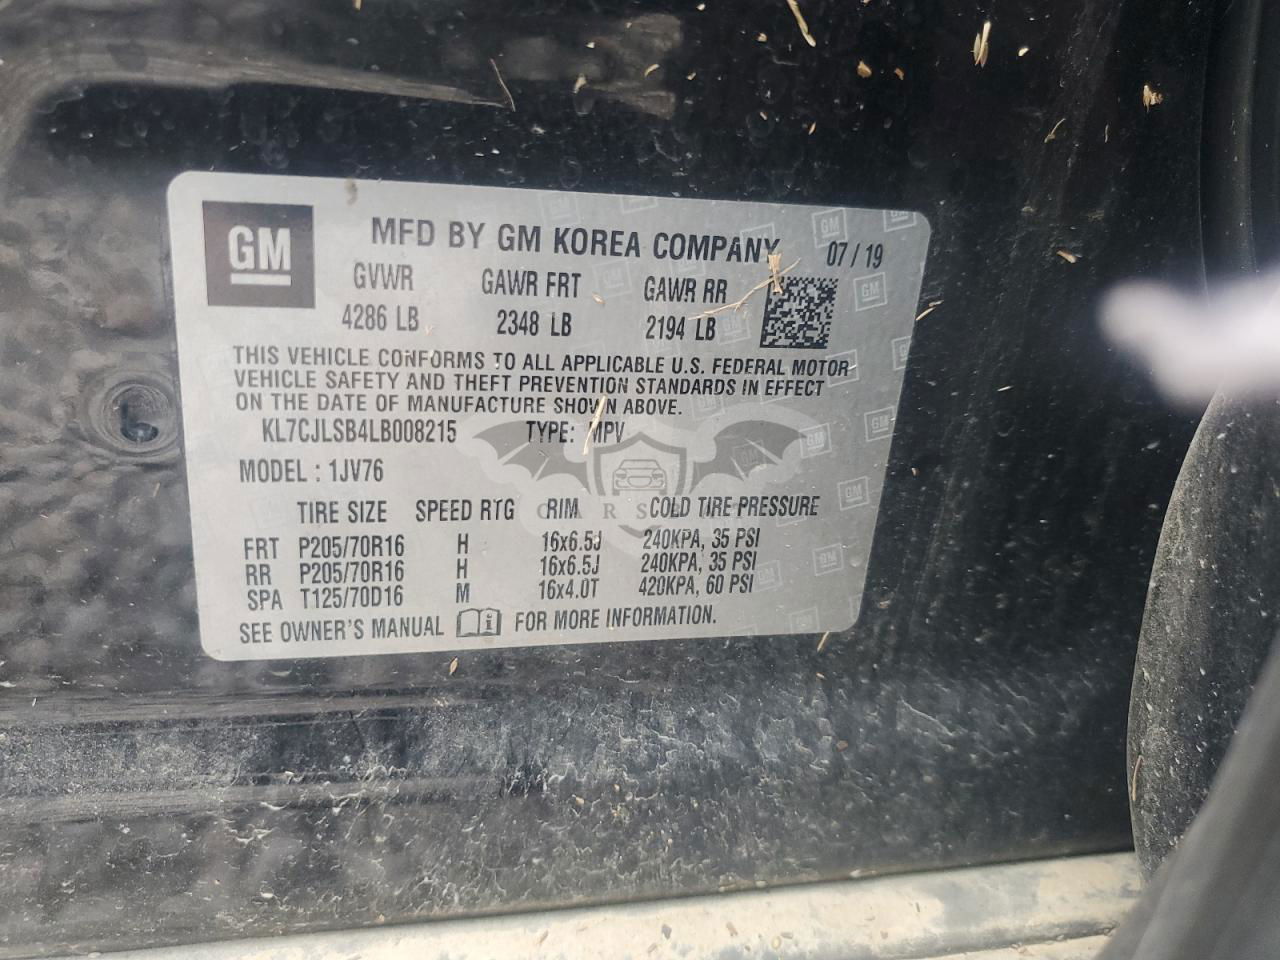 GM
MFD BY GM KOREA COMPANY 07 / 19
GVWR GAWR FRT GAWR RR
4286 LB 2348 LB 2194 LB
THIS VEHICLE CONFORMS TO ALL APPLICABLE U.S. FEDERAL MOTOR
VEHICLE SAFETY AND THEFT PREVENTION STANDARDS IN EFFECT
ON THE DATE OF MANUFACTURE SHOWN ABOVE.
KL7CJLSB4LB008215 TYPE: MPV
MODEL : 1JV76
TIRE SIZE SPEED RTG RIM COLD TIRE PRESSURE
FRT P205/70R16 H 16x6.5J 240KPA, 35 PSI
RR P205/70R16 H 16x6.5J 240KPA, 35 PSI
SPA T125/70D16 M 16x4.0T 420KPA, 60 PSI
SEE OWNER'S MANUAL FOR MORE INFORMATION.